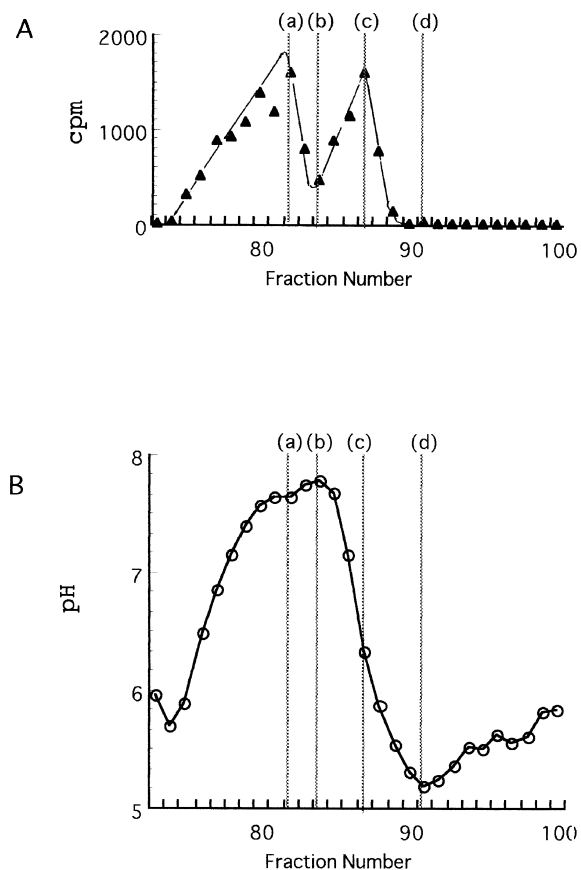 A
(a) (b) (c) (d)
2000
1000
0
cpm
80 90 100
Fraction Number
B
(a) (b) (c) (d)
8
7
6
5
pH
80 90 100
Fraction Number